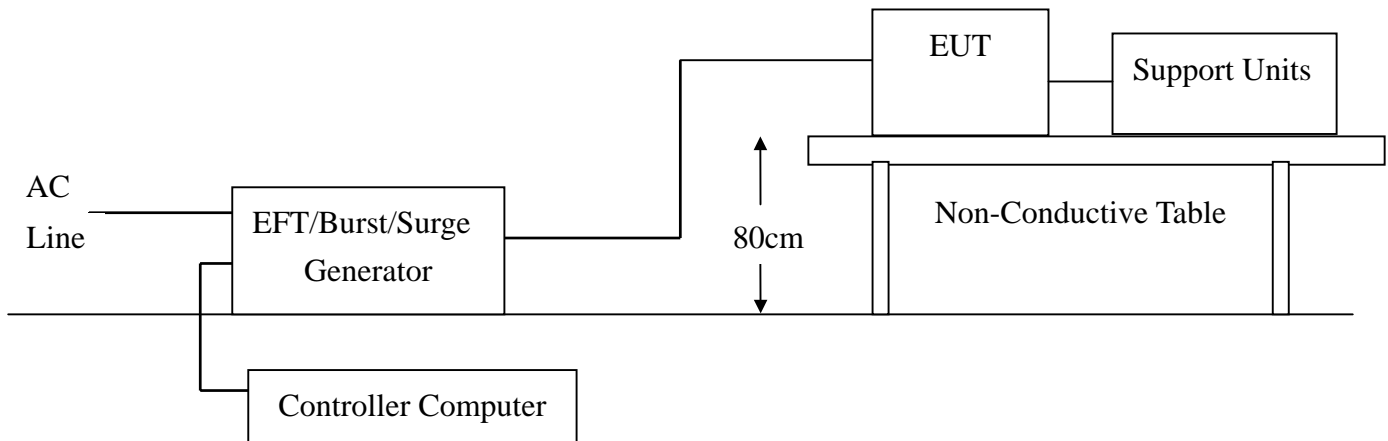 EUT
Support Units
AC
Line
EFT/Burst/Surge
Generator
80cm
Non-Conductive Table
Controller Computer